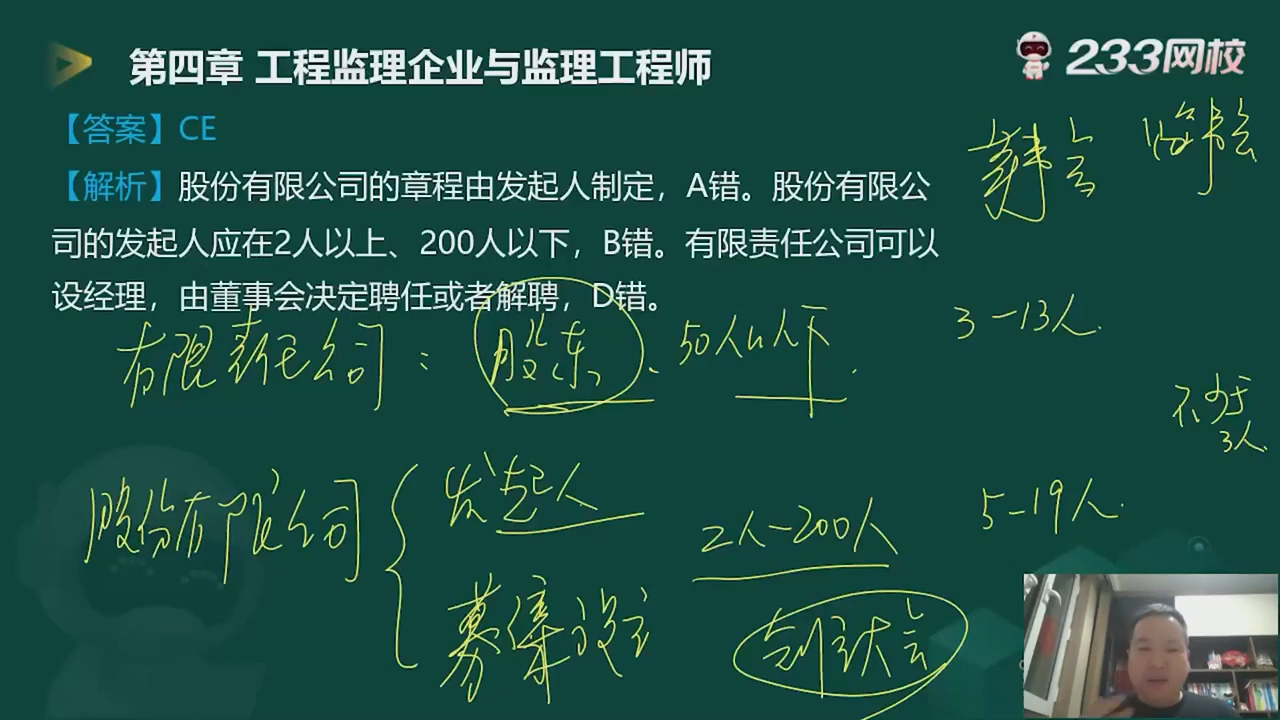 第四章 工程监理企业与监理工程师
233网校
【答案】CE
【解析】股份有限公司的章程由发起人制定，A错。股份有限公
司的发起人应在2人以上、200人以下，B错。有限责任公司可以
设经理，由董事会决定聘任或者解聘，D错。
董事会 监事会
有限责任公司： 股东、50人以下. 3-13人.
不少于
3人.
股份有限公司
发起人
2人-200人 5-19人.
募集设立
创立大会